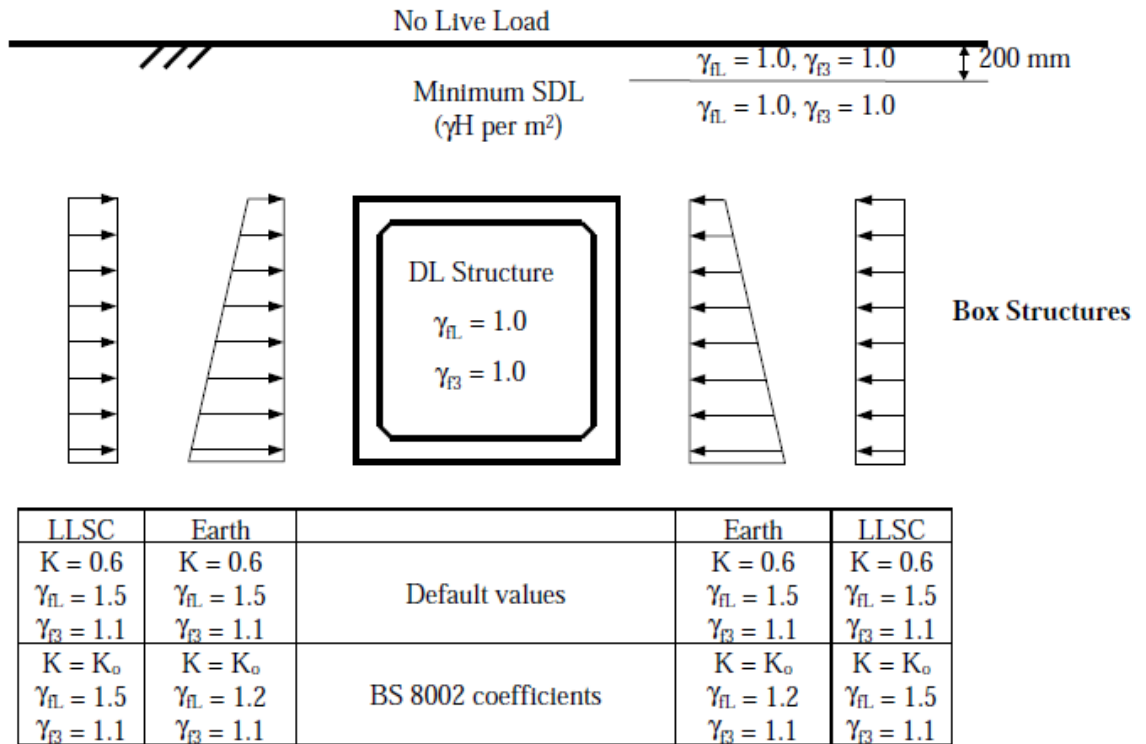 No Live Load
γfL = 1.0, γf3 = 1.0
200 mm
Minimum SDL
(γH per m²)
γfL = 1.0, γf3 = 1.0
DL Structure
γfL = 1.0
γf3 = 1.0
Box Structures
LLSC Earth Earth LLSC
K = 0.6 K = 0.6 K = 0.6 K = 0.6
γfL = 1.5 γfL = 1.5 Default values γfL = 1.5 γfL = 1.5
γf3 = 1.1 γf3 = 1.1 γf3 = 1.1 γf3 = 1.1
K = Ko K = Ko K = Ko K = Ko
γfL = 1.5 γfL = 1.2 BS 8002 coefficients γfL = 1.2 γfL = 1.5
γf3 = 1.1 γf3 = 1.1 γf3 = 1.1 γf3 = 1.1